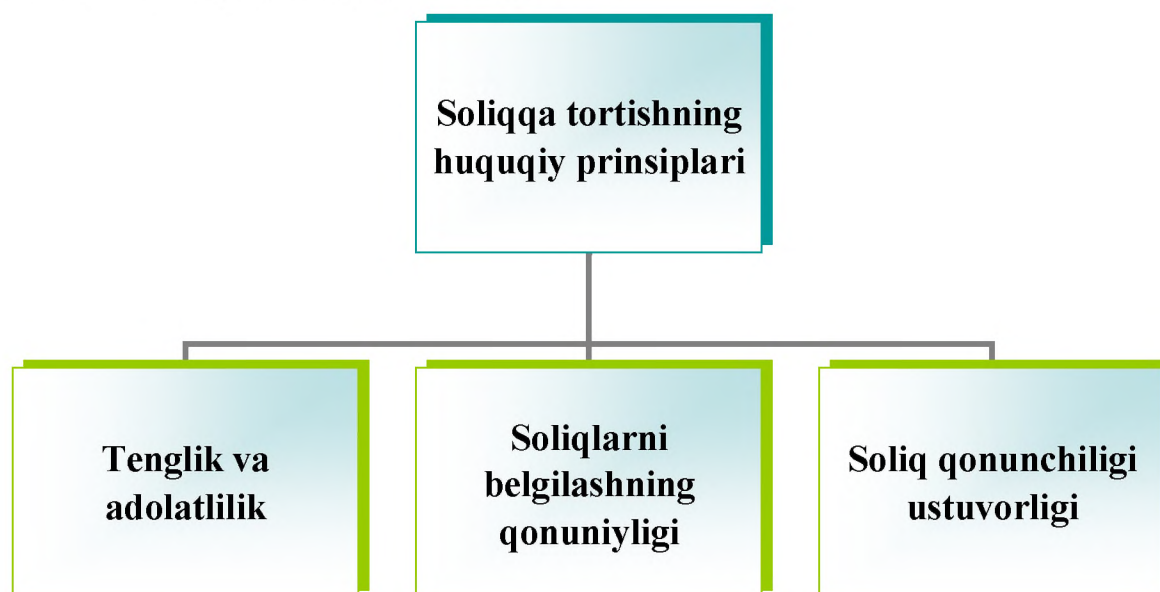 Soliqqa tortishning
huquqiy prinsiplari
Tenglik va
adolatlilik
Soliqlarni
belgilashning
qonuniyligi
Soliq qonunchiligi
ustuvorligi